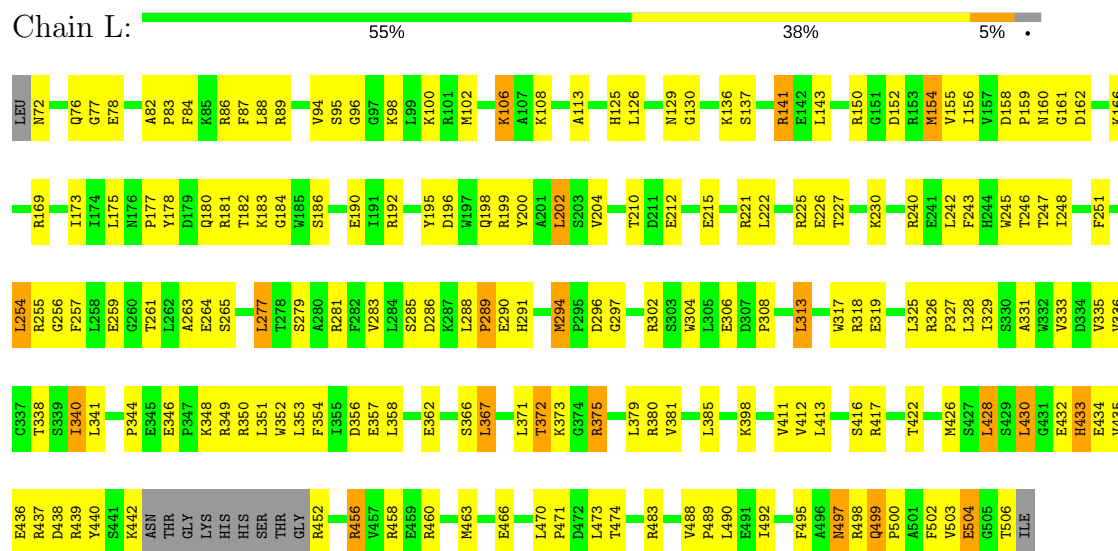 Chain L:
55% 38% 5% •
LEU N72 Q76 G77 E78 A82 P83 F84 K85 R86 F87 L88 R89 V94 S95 G96 G97 K98 L99 K100 R101 M102 K106 A107 K108 A113 H125 L126 N129 G130 K136 S137 R141 E142 L143 R150 G151 D152 R153 M154 V155 I156 V157 D158 P159 N160 G161 D162 K166
R169 I173 I174 L175 N176 P177 Y178 D179 Q180 R181 T182 K183 G184 W185 S186 E190 I191 R192 Y195 D196 W197 Q198 R199 Y200 A201 L202 S203 V204 T210 D211 E212 E215 R221 L222 R225 E226 T227 K230 R240 E241 L242 F243 H244 W245 T246 T247 I248 F251
L254 R255 G256 F257 L258 E259 G260 T261 L262 A263 E264 S265 L277 T278 S279 A280 R281 F282 V283 L284 S285 D286 K287 L288 P289 E290 H291 M294 P295 D296 G297 R302 S303 W304 L305 E306 D307 P308 L313 W317 R318 E319 L325 R326 P327 L328 I329 S330 A331 W332 V333 D334 V335 V336
C337 T338 S339 I340 L341 P344 E345 E346 P347 K348 R349 R350 L351 W352 L353 F354 I355 D356 E357 L358 E362 S366 L367 L371 T372 K373 G374 R375 L379 R380 V381 L385 K398 V411 V412 L413 S416 R417 T422 M426 S427 L428 S429 L430 G431 E432 H433 E434 V435
E436 R437 D438 R439 Y440 S441 K442 ASN THR GLY LYS HIS HIS SER THR GLY R452 R456 V457 R458 E459 R460 M463 E466 L470 P471 D472 L473 T474 R483 V488 P489 L490 E491 I492 F495 A496 N497 R498 Q499 P500 A501 F502 V503 E504 G505 T506 ILE